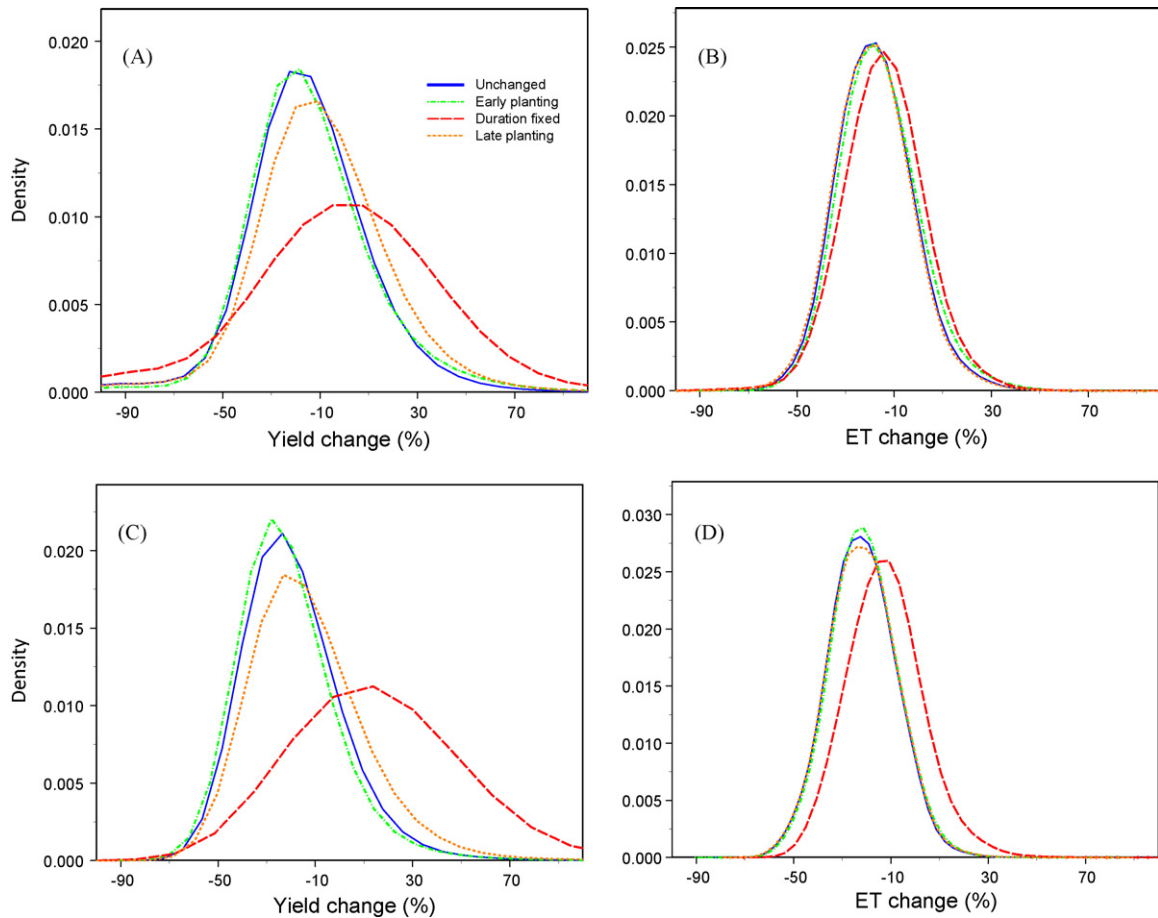 (A)
Density
0.020
0.015
0.010
0.005
0.000
Unchanged
Early planting
Duration fixed
Late planting
-90 -50 -10 30 70
Yield change (%)
(B)
0.025
0.020
0.015
0.010
0.005
0.000
-90 -50 -10 30 70
ET change (%)
(C)
Density
0.020
0.015
0.010
0.005
0.000
-90 -50 -10 30 70
Yield change (%)
(D)
0.030
0.025
0.020
0.015
0.010
0.005
0.000
-90 -50 -10 30 70
ET change (%)